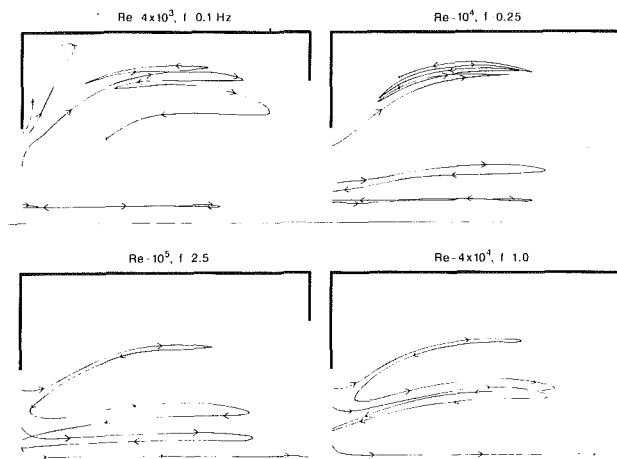 Re 4x10³, f 0.1 Hz
Re-10⁴, f 0.25
Re-10⁵, f 2.5
Re-4x10⁴, f 1.0